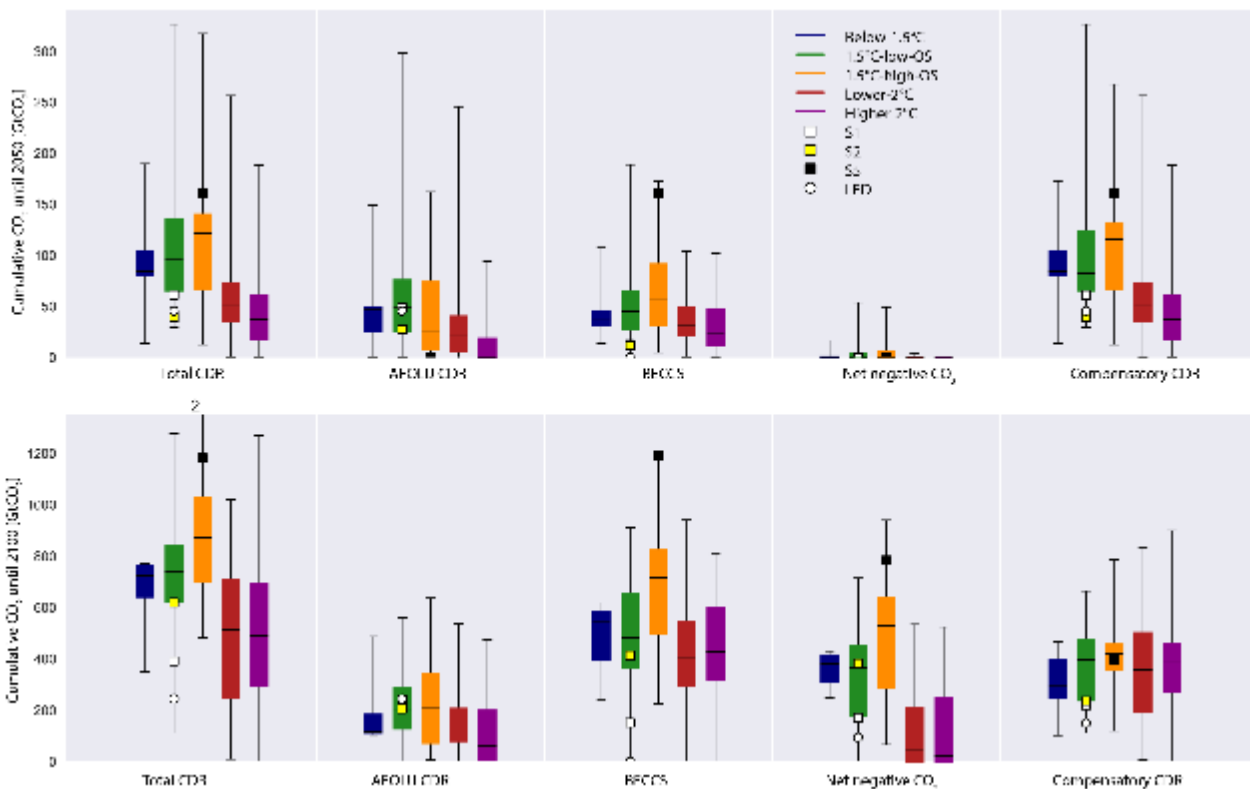 Cumulative CO₂ until 2050 [GtCO₂]
300
250
200
150
100
50
0
Below 1.5°C
1.5°C-low-OS
1.5°C-high-OS
Lower-2°C
Higher 2°C
S1
S2
S5
LED
Total CDR
AFOLU CDR
BECCS
Net negative CO₂
Compensatory CDR
2
Cumulative CO₂ until 2100 [GtCO₂]
1200
1000
800
600
400
200
0
Total CDR
AFOLU CDR
BECCS
Net negative CO₂
Compensatory CDR